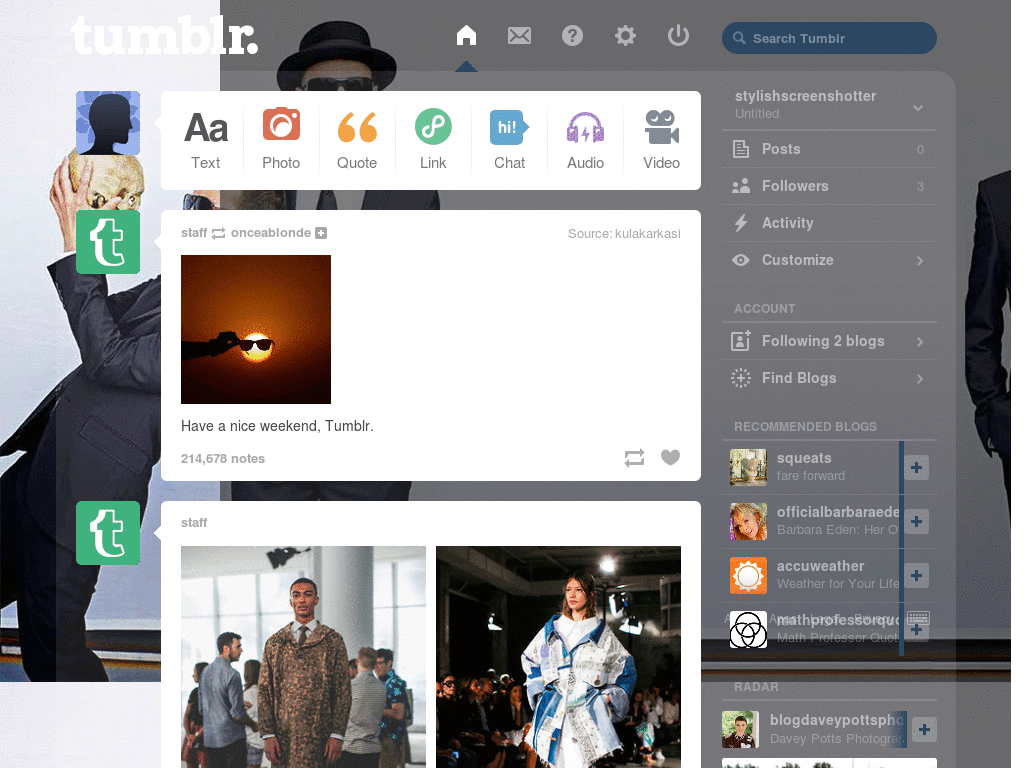 tumblr.
Search Tumblr
Aa
hi!
Text Photo Quote Link Chat Audio Video
staff onceablonde
Source: kulakarkasi
Have a nice weekend, Tumblr.
214,678 notes
staff
stylishscreenshotter
Untitled
Posts 0
Followers 3
Activity
Customize
ACCOUNT
Following 2 blogs
Find Blogs
RECOMMENDED BLOGS
squeats
fare forward
officialbarbaraede
Barbara Eden: Her O
accuweather
Weather for Your Life
mathprofessorquo
Math Professor Quot
RADAR
blogdaveypottspho
Davey Potts Photogra